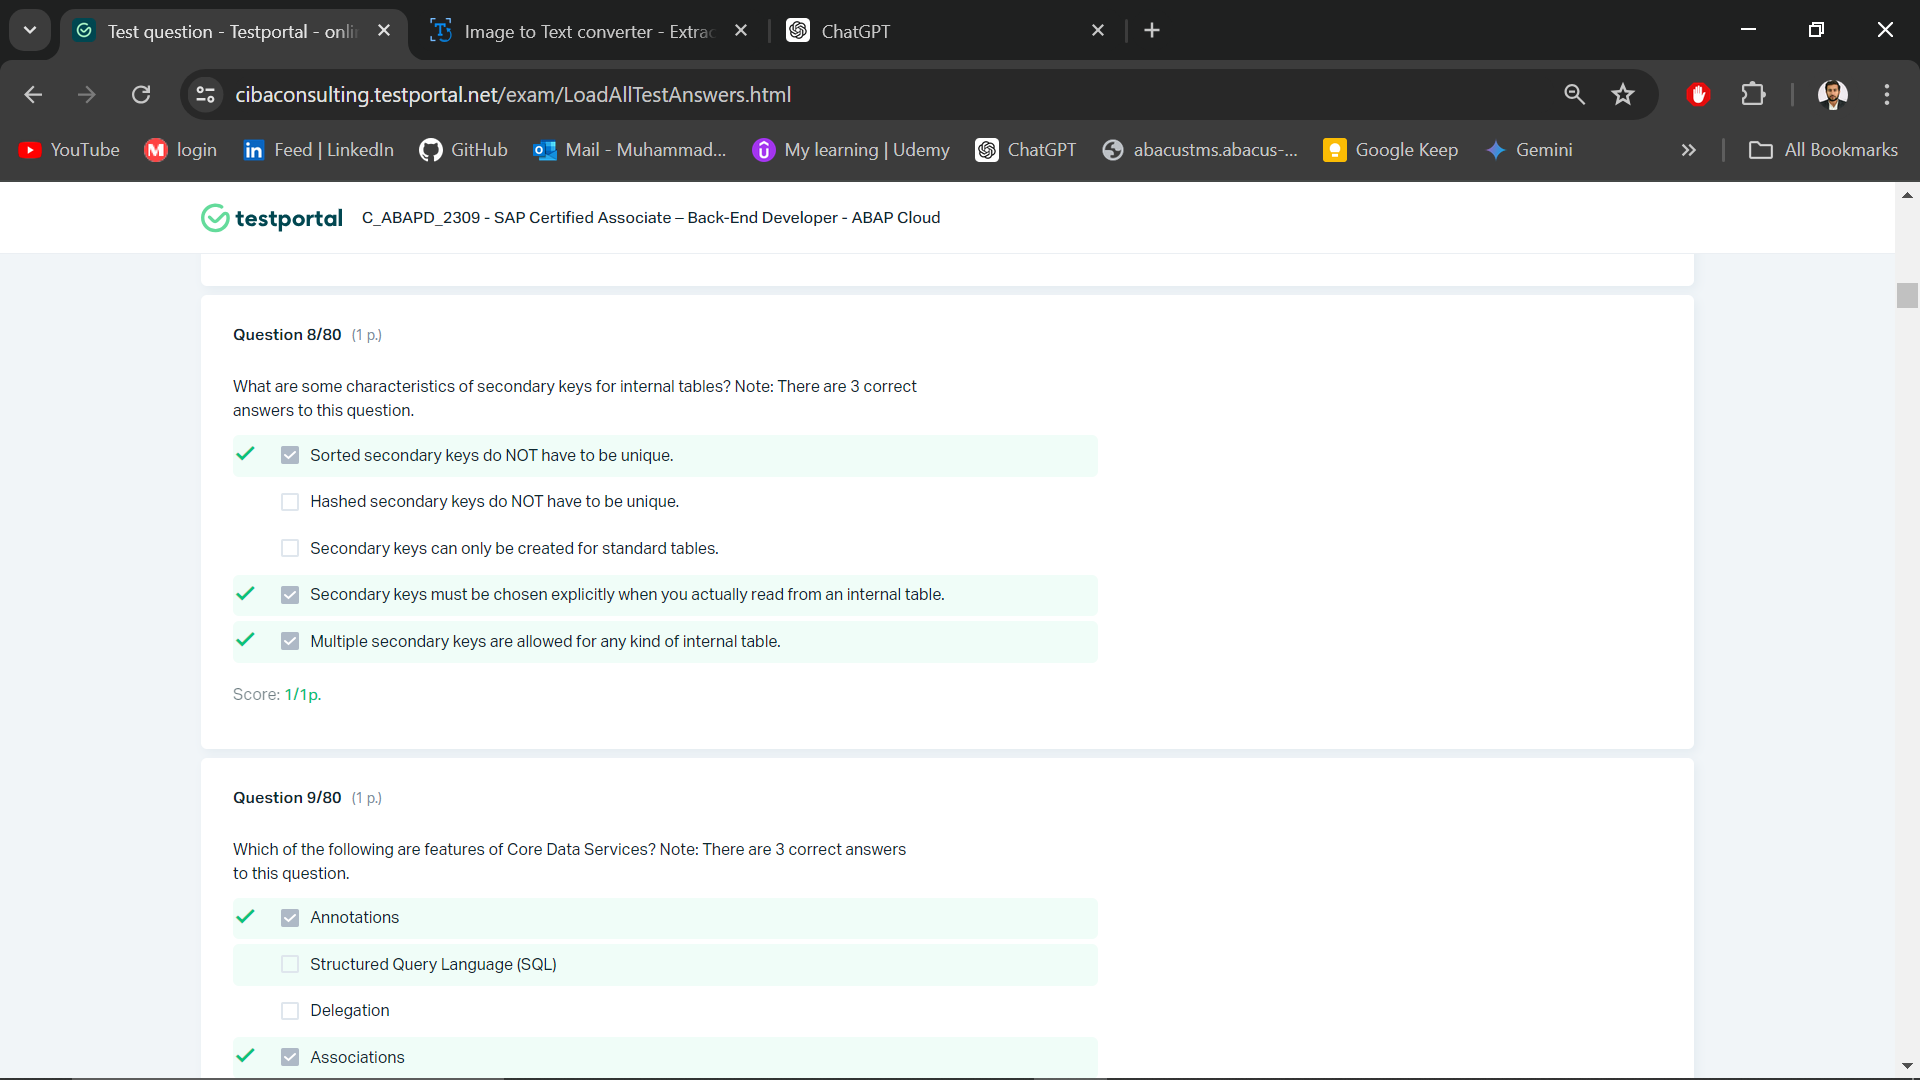 Test question - Testportal - onlin
Image to Text converter - Extrac
ChatGPT
cibaconsulting.testportal.net/exam/LoadAllTestAnswers.html
YouTube
login
Feed | LinkedIn
GitHub
Mail - Muhammad...
My learning | Udemy
ChatGPT
abacustms.abacus-...
Google Keep
Gemini
All Bookmarks
testportal
C_ABAPD_2309 - SAP Certified Associate – Back-End Developer - ABAP Cloud
Question 8/80 (1 p.)
What are some characteristics of secondary keys for internal tables? Note: There are 3 correct
answers to this question.
Sorted secondary keys do NOT have to be unique.
Hashed secondary keys do NOT have to be unique.
Secondary keys can only be created for standard tables.
Secondary keys must be chosen explicitly when you actually read from an internal table.
Multiple secondary keys are allowed for any kind of internal table.
Score: 1/1p.
Question 9/80 (1 p.)
Which of the following are features of Core Data Services? Note: There are 3 correct answers
to this question.
Annotations
Structured Query Language (SQL)
Delegation
Associations